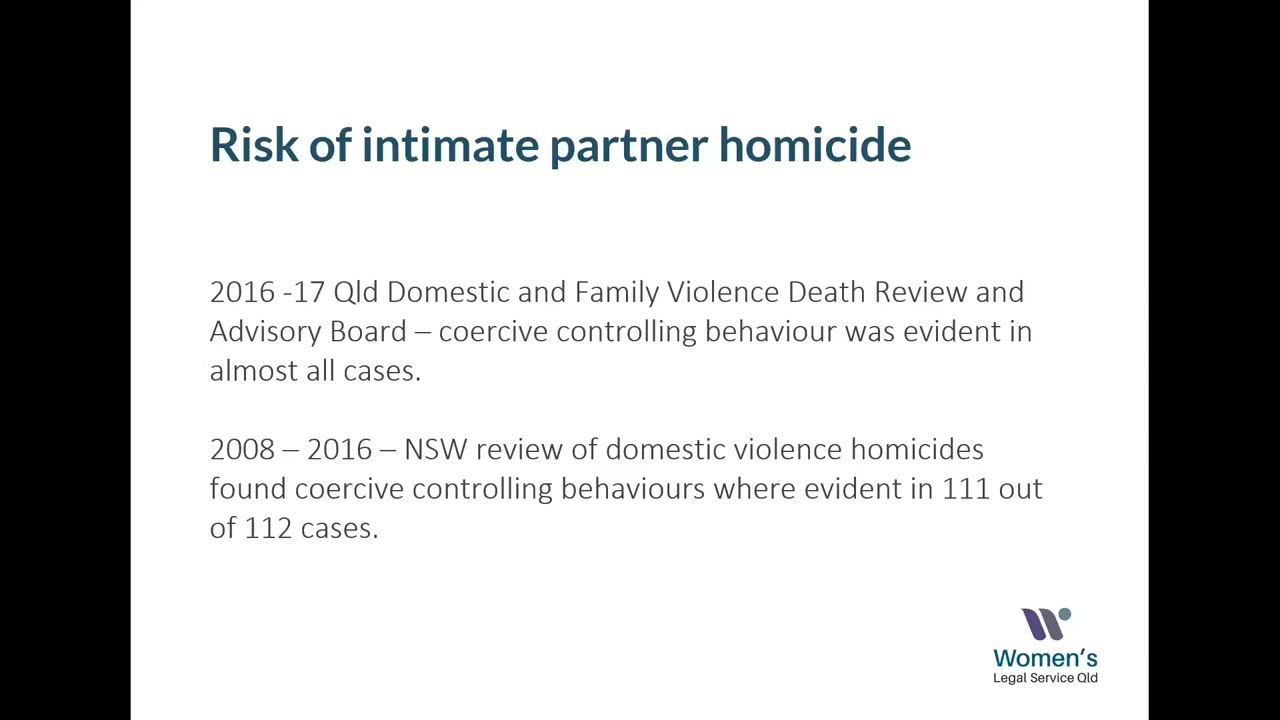 Risk of intimate partner homicide
2016 -17 Qld Domestic and Family Violence Death Review and
Advisory Board – coercive controlling behaviour was evident in
almost all cases.
2008 – 2016 – NSW review of domestic violence homicides
found coercive controlling behaviours where evident in 111 out
of 112 cases.
Women's
Legal Service Qld